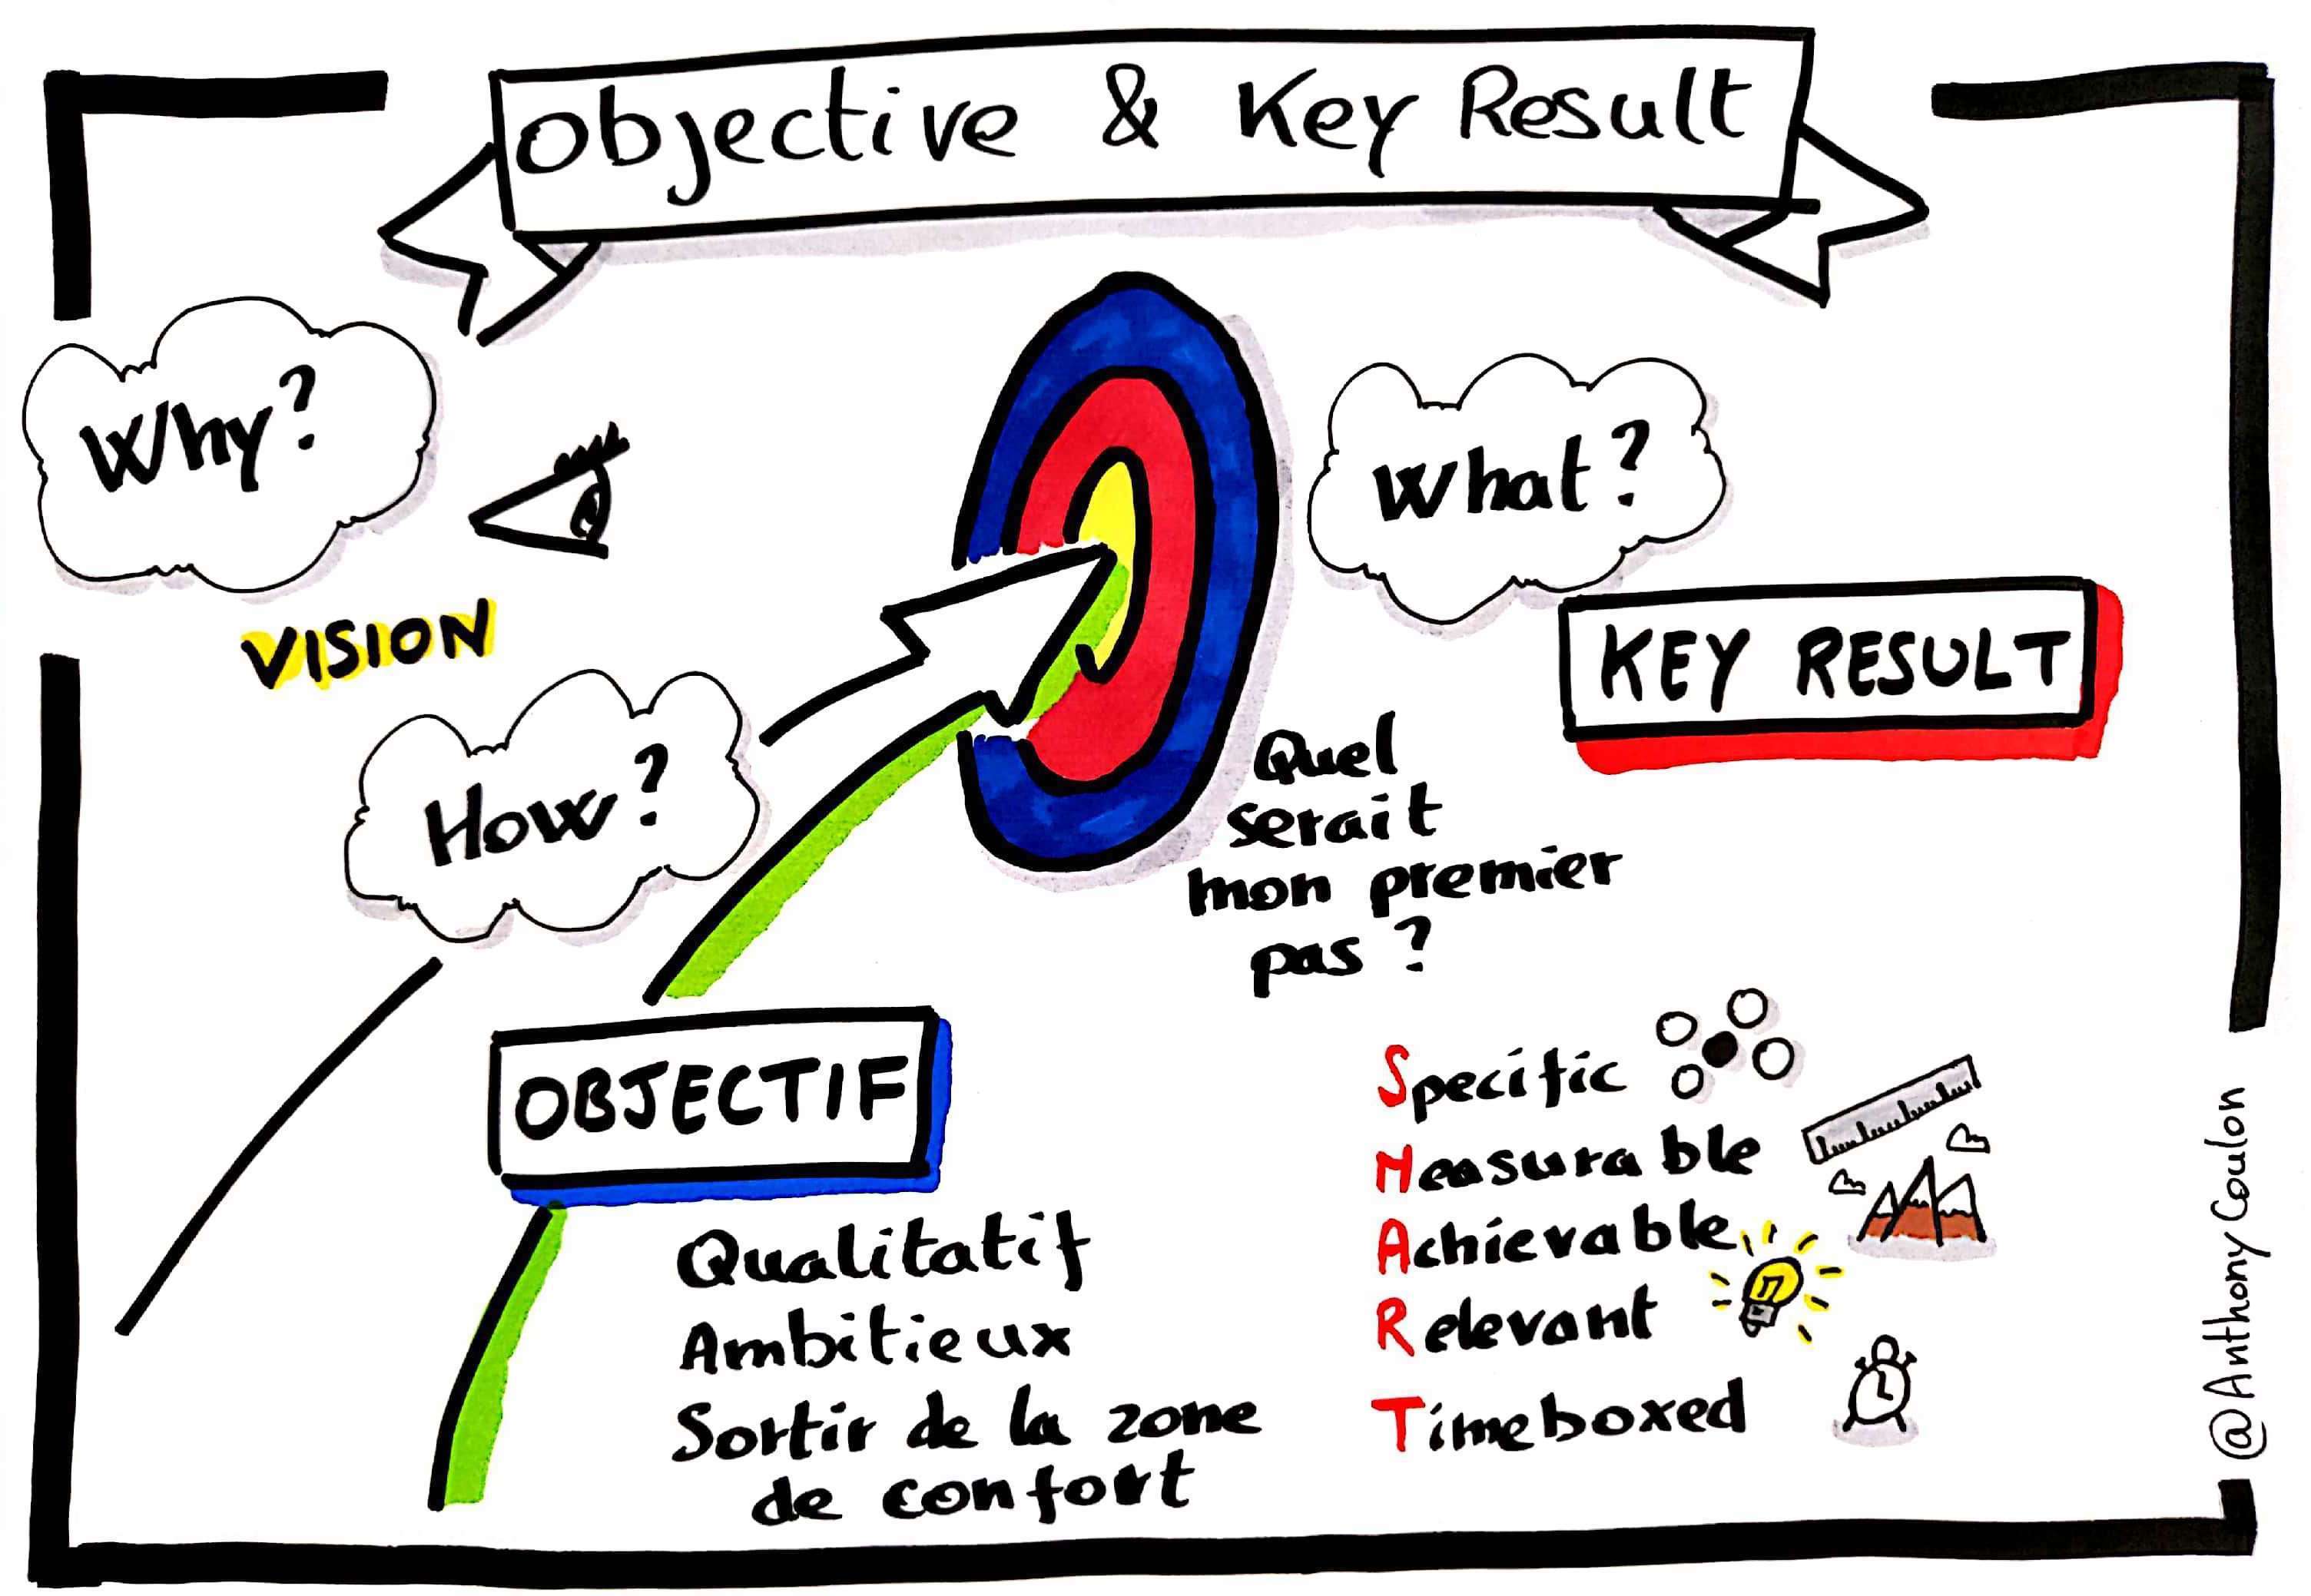 Objective & Key Result
Why?
VISION
How?
What?
KEY RESULT
Quel
serait
mon premier
pas ?
OBJECTIF
Qualitatif
Ambitieux
Sortir de la zone
de confort
Specific
Measurable
Achievable
Relevant
Timeboxed
@Anthony Coulon